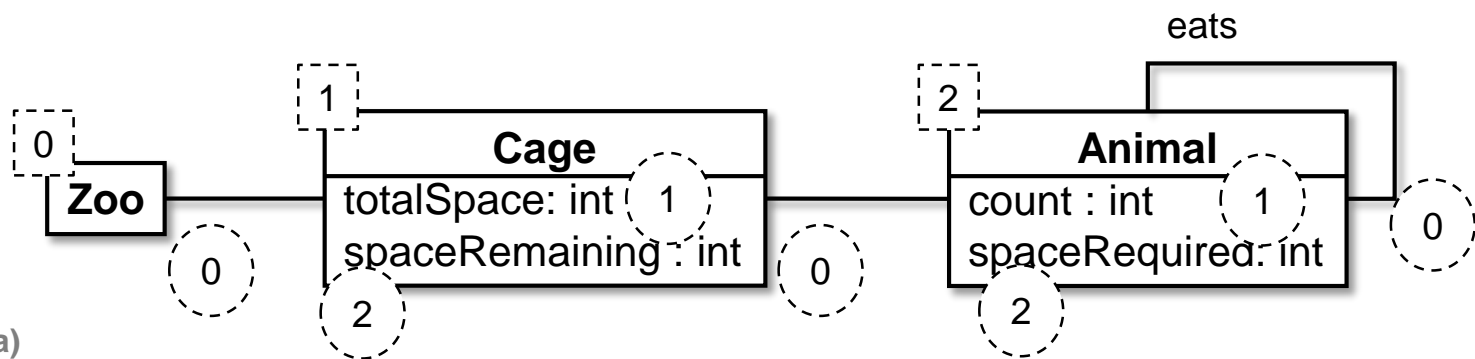 eats
0
1
2
Zoo
Cage
Animal
totalSpace: int
1
count : int
1
spaceRemaining : int
spaceRequired: int
0
0
0
2
2
a)